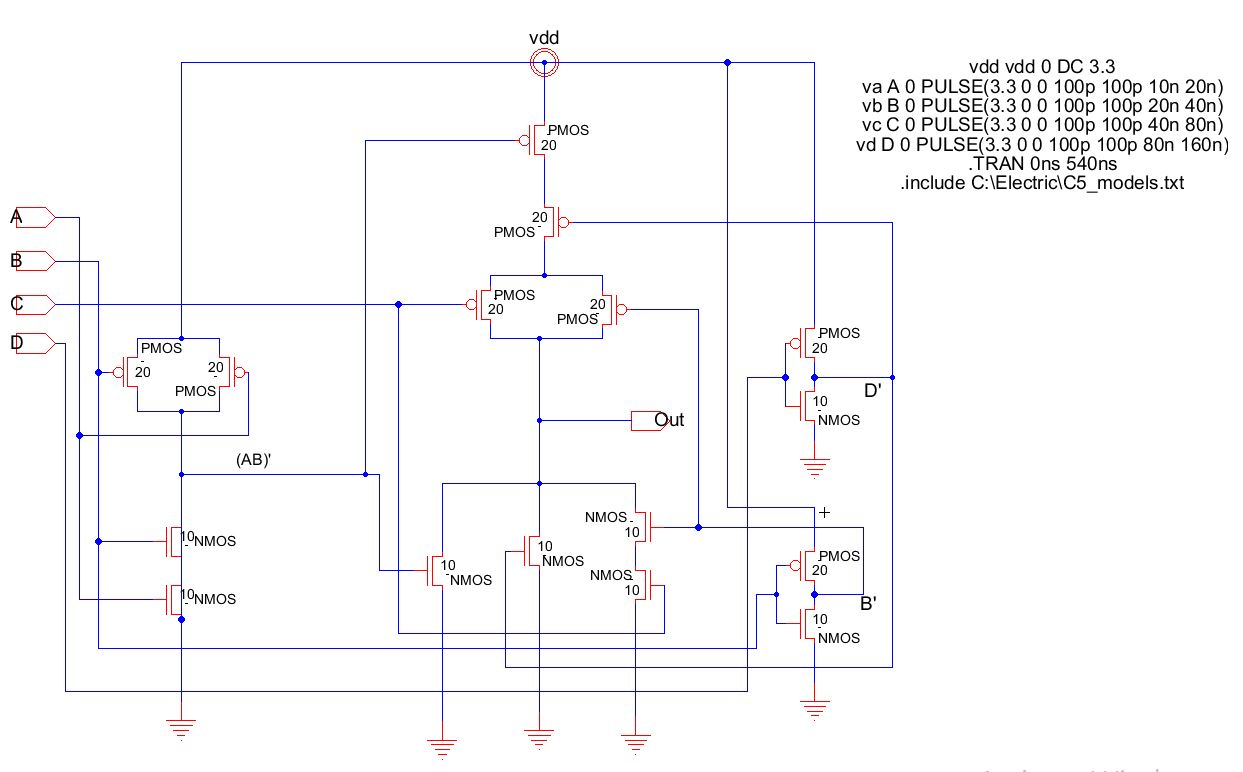 vdd
vdd vdd 0 DC 3.3
va A 0 PULSE(3.3 0 0 100p 100p 10n 20n)
vb B 0 PULSE(3.3 0 0 100p 100p 20n 40n)
vc C 0 PULSE(3.3 0 0 100p 100p 40n 80n)
vd D 0 PULSE(3.3 0 0 100p 100p 80n 160n)
.TRAN 0ns 540ns
.include C:\Electric\C5_models.txt
PMOS
20
A
20
PMOS
B
C
PMOS
20
20
PMOS
D
PMOS
20
20
PMOS
PMOS
20
D'
10
NMOS
Out
(AB)'
10
NMOS
10
NMOS
10
NMOS
10
NMOS
NMOS
10
NMOS
10
PMOS
20
B'
10
NMOS